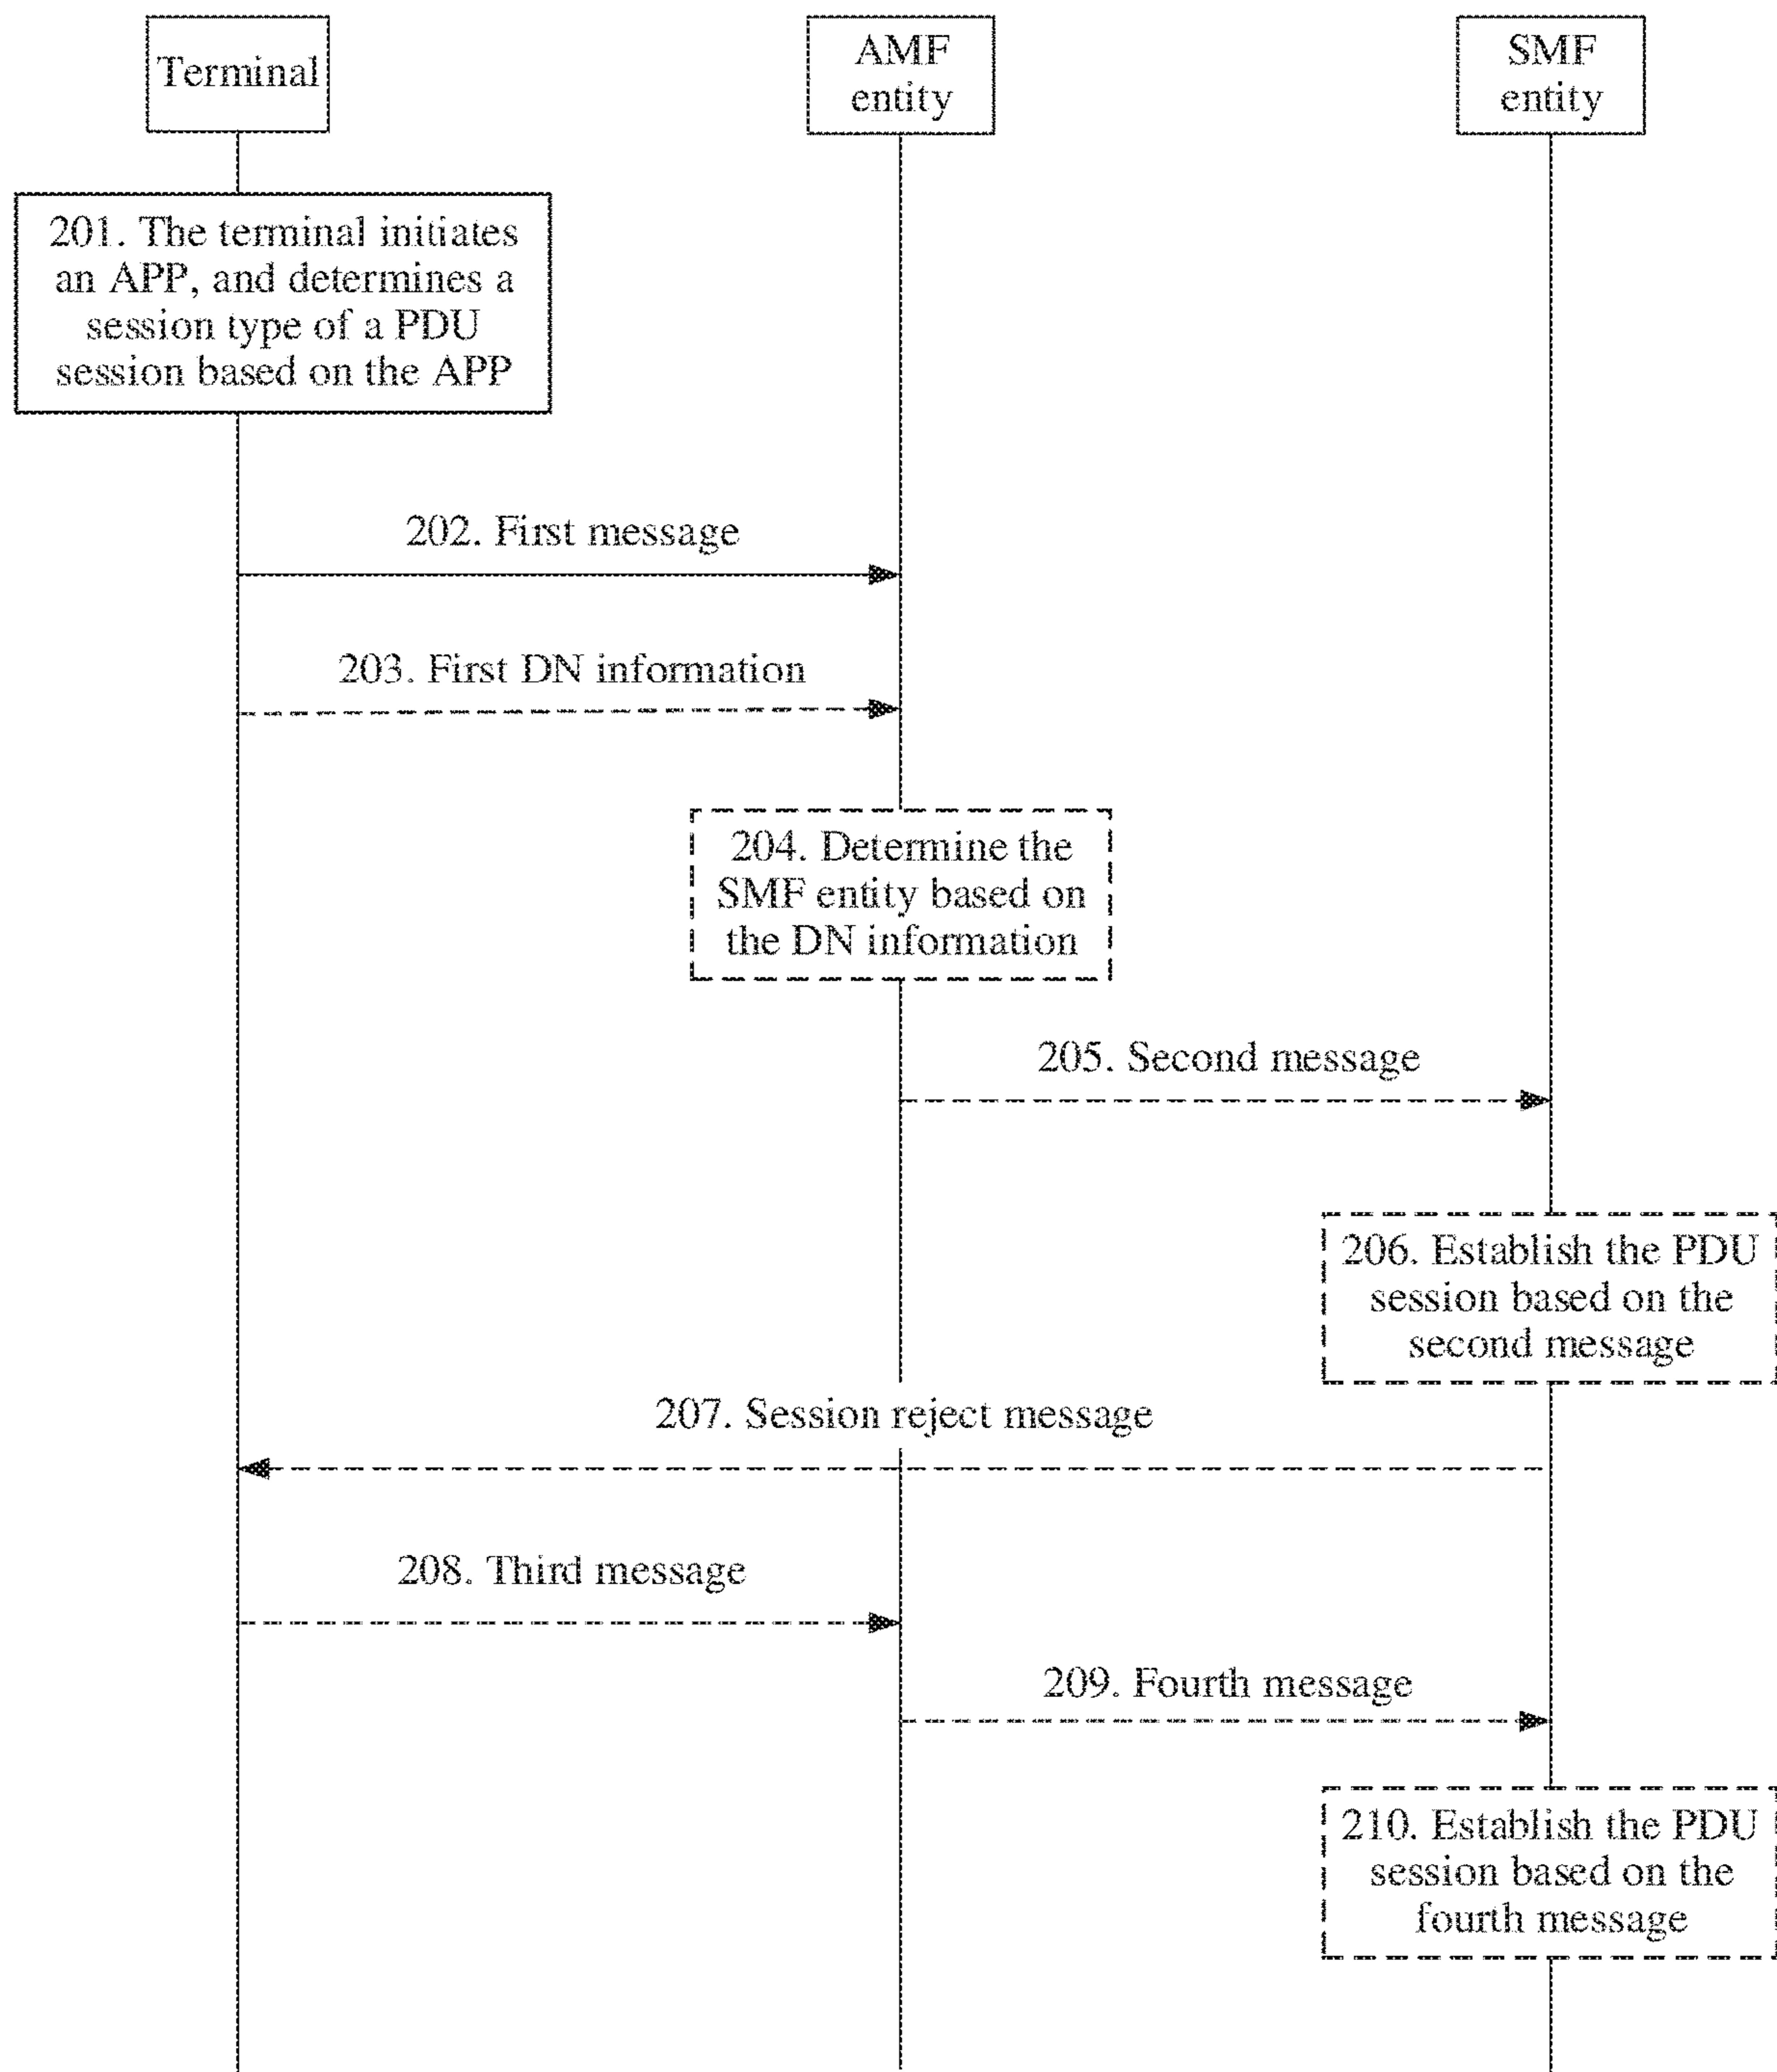 Terminal
AMF
entity
SMF
entity
201. The terminal initiates
an APP, and determines a
session type of a PDU
session based on the APP
202. First message
203. First DN information
204. Determine the
SMF entity based on
the DN information
205. Second message
206. Establish the PDU
session based on the
second message
207. Session reject message
208. Third message
209. Fourth message
210. Establish the PDU
session based on the
fourth message